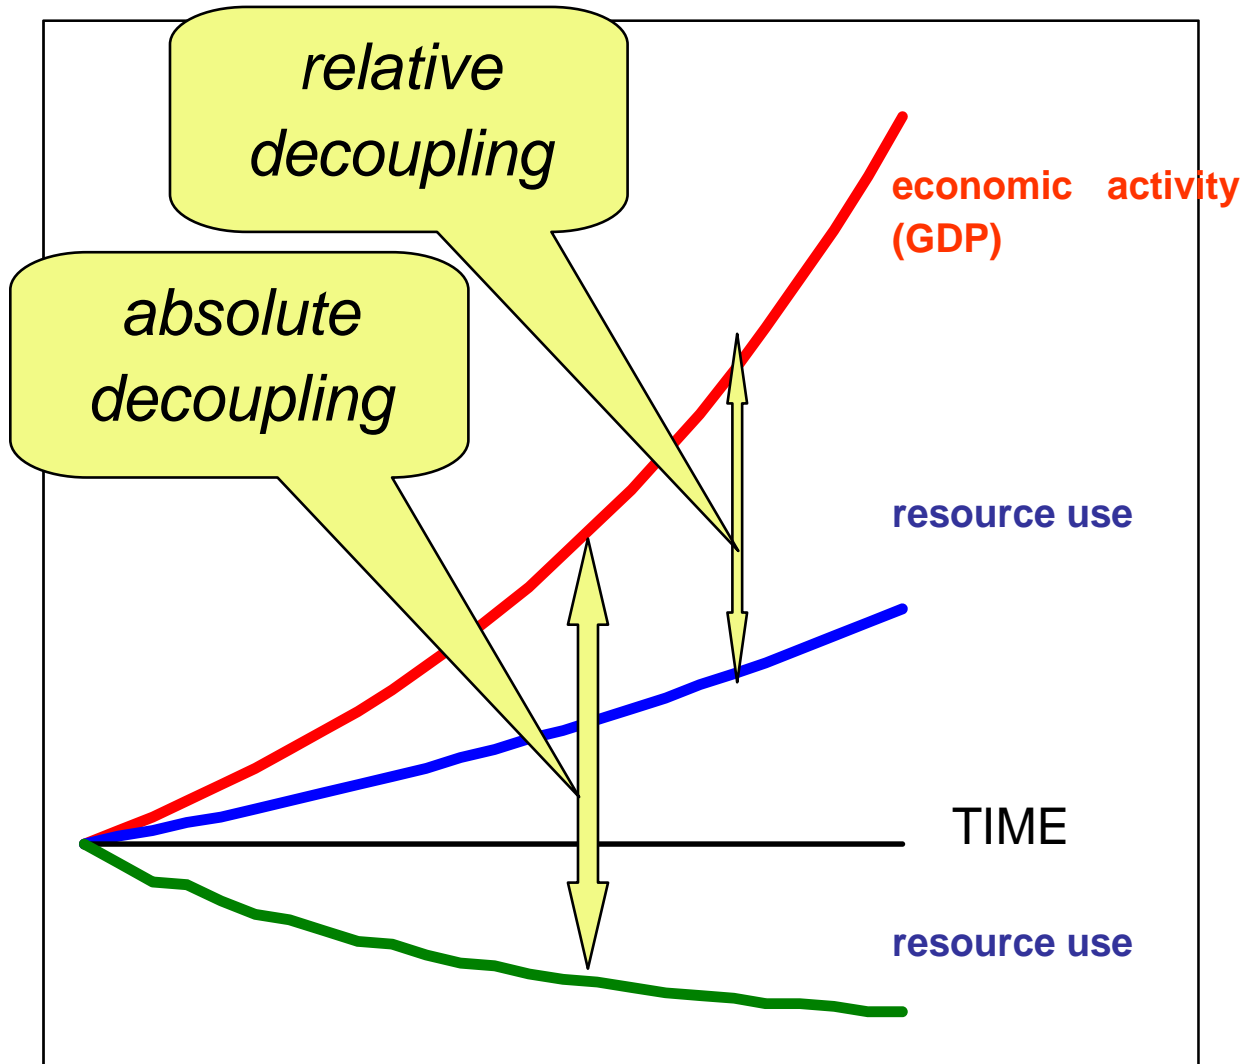 relative
decoupling
economic activity
(GDP)
absolute
decoupling
resource use
TIME
resource use